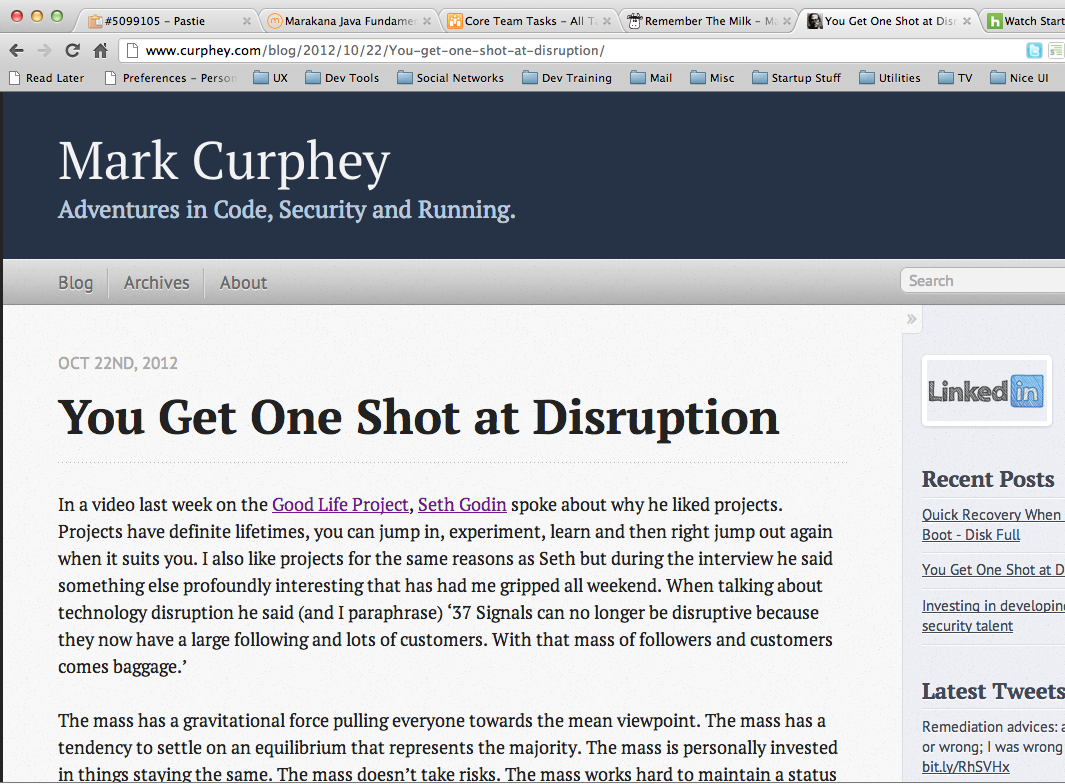 #5099105 – Pastie
Marakana Java Fundamen
Core Team Tasks – All Ta
Remember The Milk – Ma
You Get One Shot at Disr
Watch Start
www.curphey.com/blog/2012/10/22/You-get-one-shot-at-disruption/
Read Later
Preferences – Person
UX
Dev Tools
Social Networks
Dev Training
Mail
Misc
Startup Stuff
Utilities
TV
Nice UI
Mark Curphey
Adventures in Code, Security and Running.
Blog
Archives
About
Search
»
OCT 22ND, 2012
You Get One Shot at Disruption
In a video last week on the Good Life Project, Seth Godin spoke about why he liked projects.
Projects have definite lifetimes, you can jump in, experiment, learn and then right jump out again
when it suits you. I also like projects for the same reasons as Seth but during the interview he said
something else profoundly interesting that has had me gripped all weekend. When talking about
technology disruption he said (and I paraphrase) ‘37 Signals can no longer be disruptive because
they now have a large following and lots of customers. With that mass of followers and customers
comes baggage.’
The mass has a gravitational force pulling everyone towards the mean viewpoint. The mass has a
tendency to settle on an equilibrium that represents the majority. The mass is personally invested
in things staying the same. The mass doesn’t take risks. The mass works hard to maintain a status
Linked in
Recent Posts
Quick Recovery When
Boot - Disk Full
You Get One Shot at D
Investing in developing
security talent
Latest Tweets
Remediation advices: a
or wrong; I was wrong
bit.ly/RhSVHx